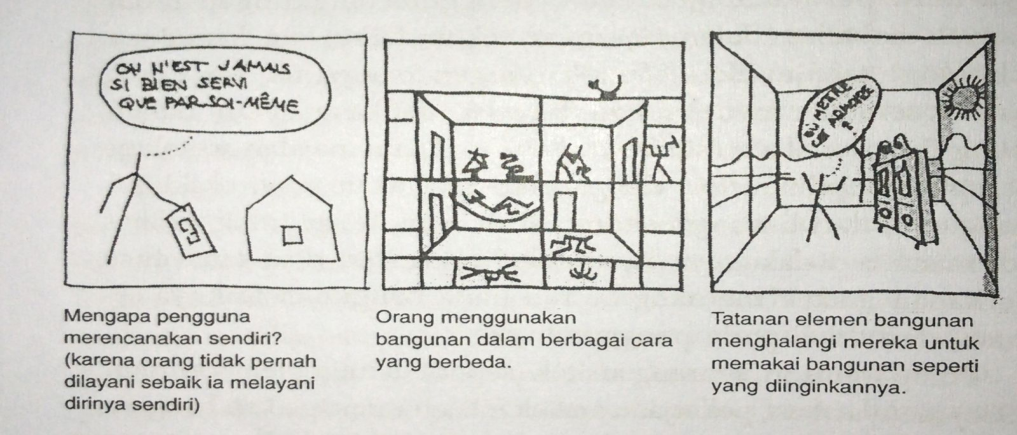 ON N'EST JAMAIS
SI BIEN SERVI
QUE PAR SOI-MÊME
OÙ METTRE
CETTE ARMOIRE
?
Mengapa pengguna
merencanakan sendiri?
(karena orang tidak pernah
dilayani sebaik ia melayani
dirinya sendiri)
Orang menggunakan
bangunan dalam berbagai cara
yang berbeda.
Tatanan elemen bangunan
menghalangi mereka untuk
memakai bangunan seperti
yang diinginkannya.